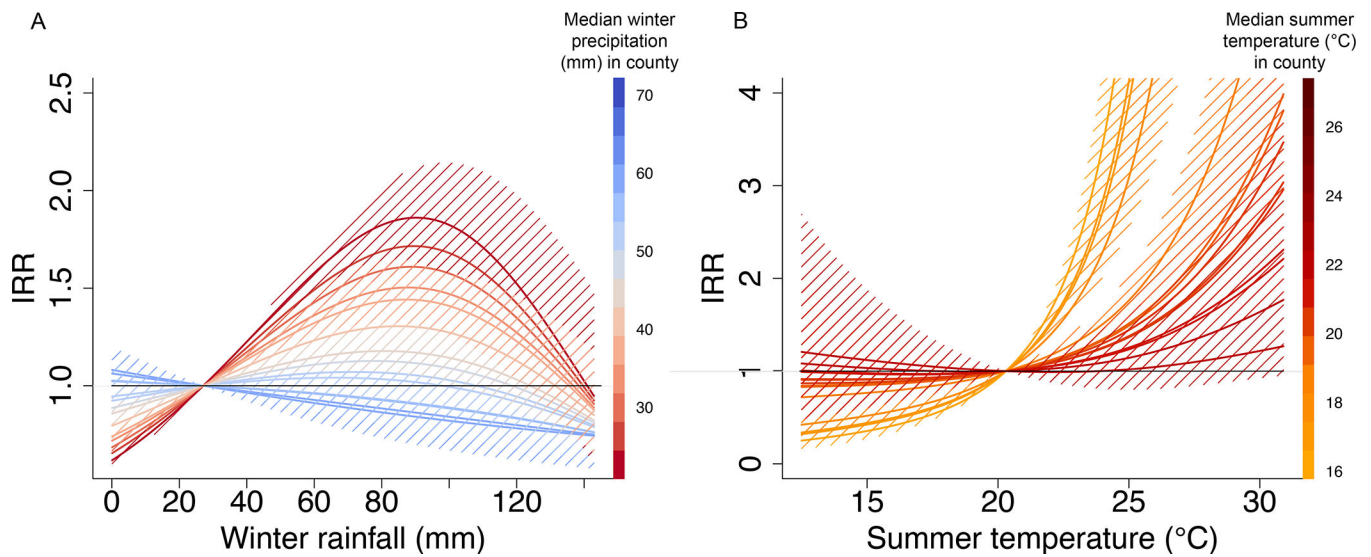 A
Median winter
precipitation
(mm) in county
IRR
2.5
2.0
1.5
1.0
0
20
40
60
80
120
Winter rainfall (mm)
70
60
50
40
30
B
Median summer
temperature (°C)
in county
IRR
4
3
2
1
0
15
20
25
30
Summer temperature (°C)
26
24
22
20
18
16